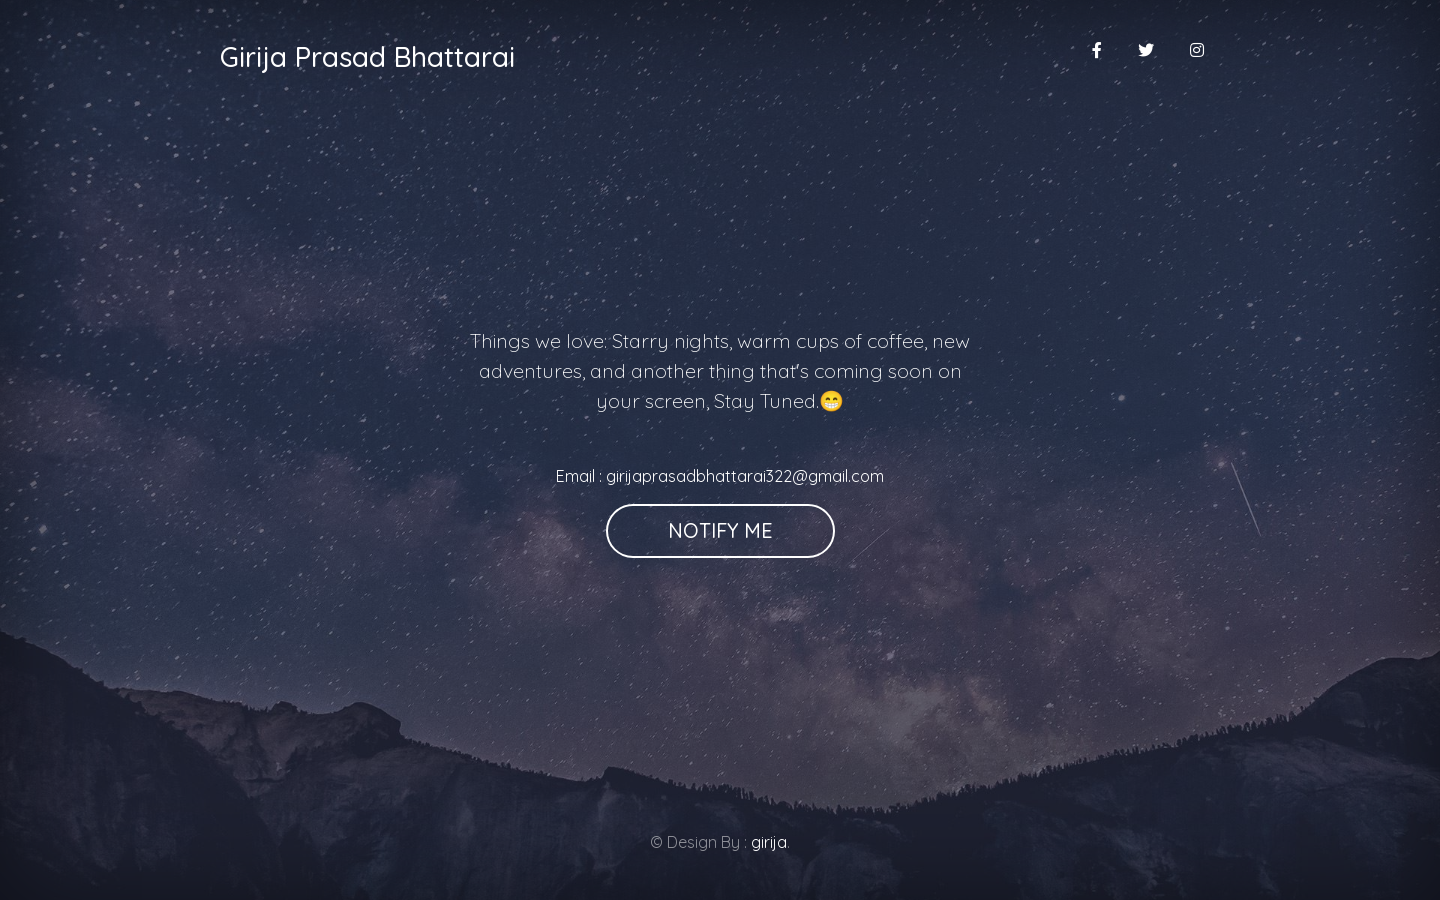 Girija Prasad Bhattarai
Things we love: Starry nights, warm cups of coffee, new
adventures, and another thing that's coming soon on
your screen, Stay Tuned.😁
Email : girijaprasadbhattarai322@gmail.com
NOTIFY ME
© Design By : girija.